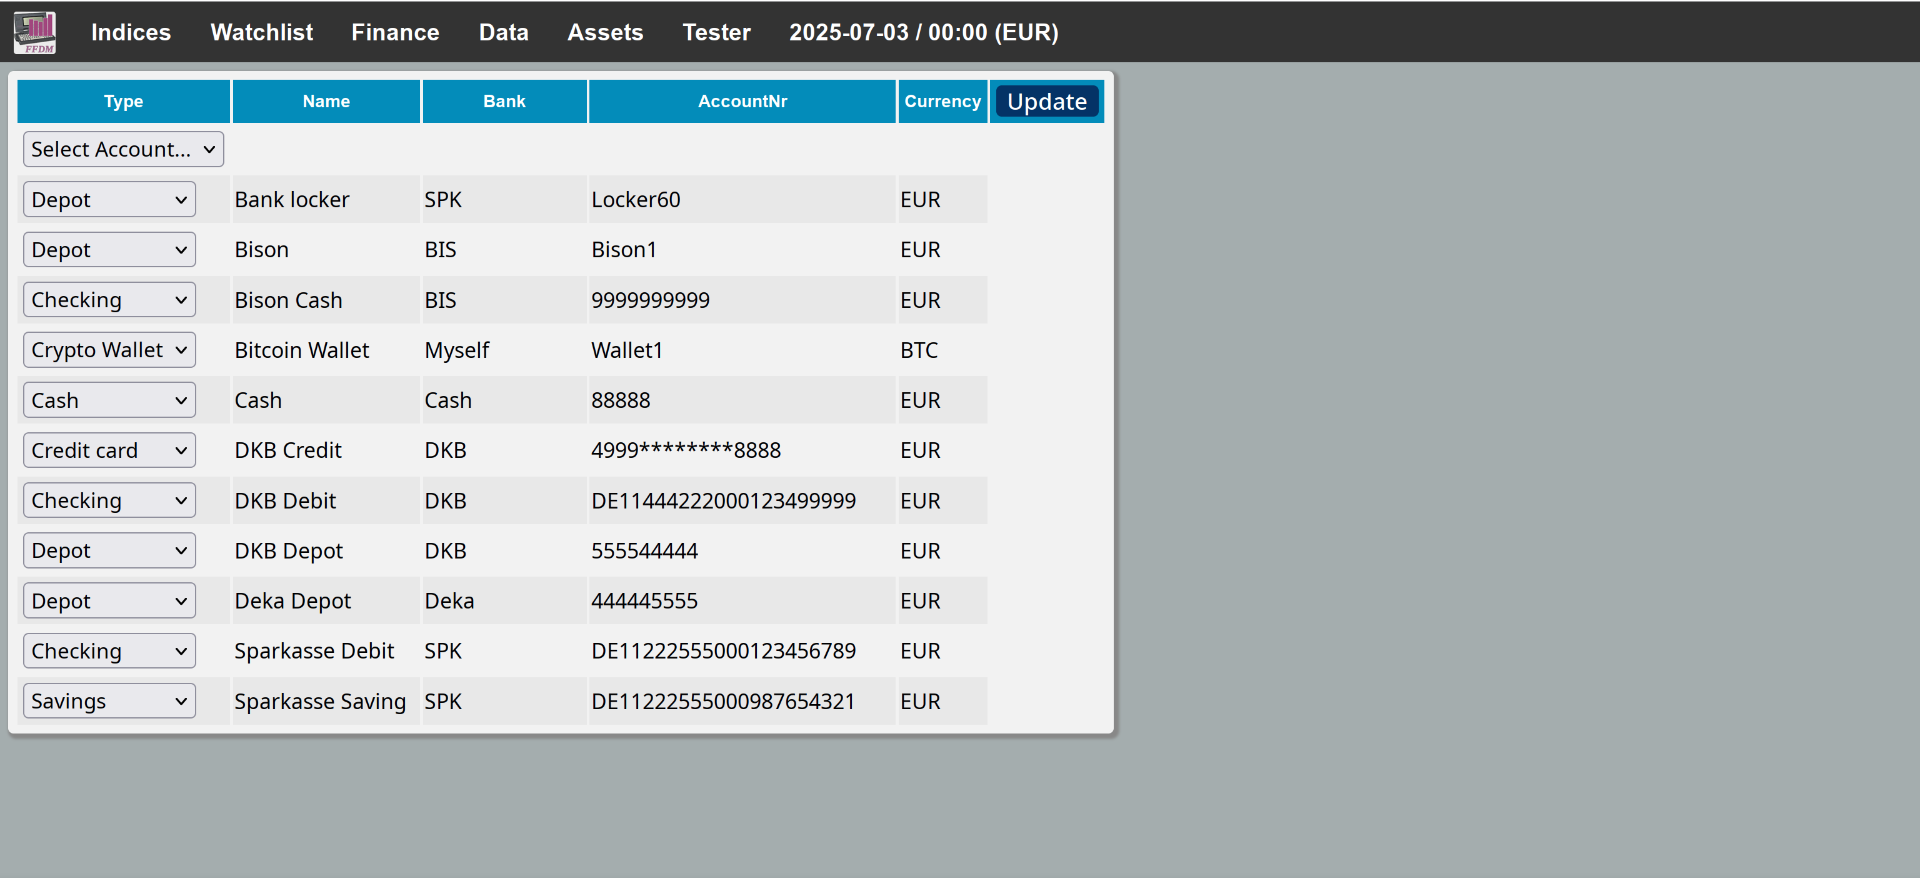 FFDM Indices Watchlist Finance Data Assets Tester 2025-07-03 / 00:00 (EUR)
Type Name Bank AccountNr Currency Update
Select Account...
Depot Bank locker SPK Locker60 EUR
Depot Bison BIS Bison1 EUR
Checking Bison Cash BIS 9999999999 EUR
Crypto Wallet Bitcoin Wallet Myself Wallet1 BTC
Cash Cash Cash 88888 EUR
Credit card DKB Credit DKB 4999********8888 EUR
Checking DKB Debit DKB DE11444222000123499999 EUR
Depot DKB Depot DKB 555544444 EUR
Depot Deka Depot Deka 444445555 EUR
Checking Sparkasse Debit SPK DE11222555000123456789 EUR
Savings Sparkasse Saving SPK DE11222555000987654321 EUR